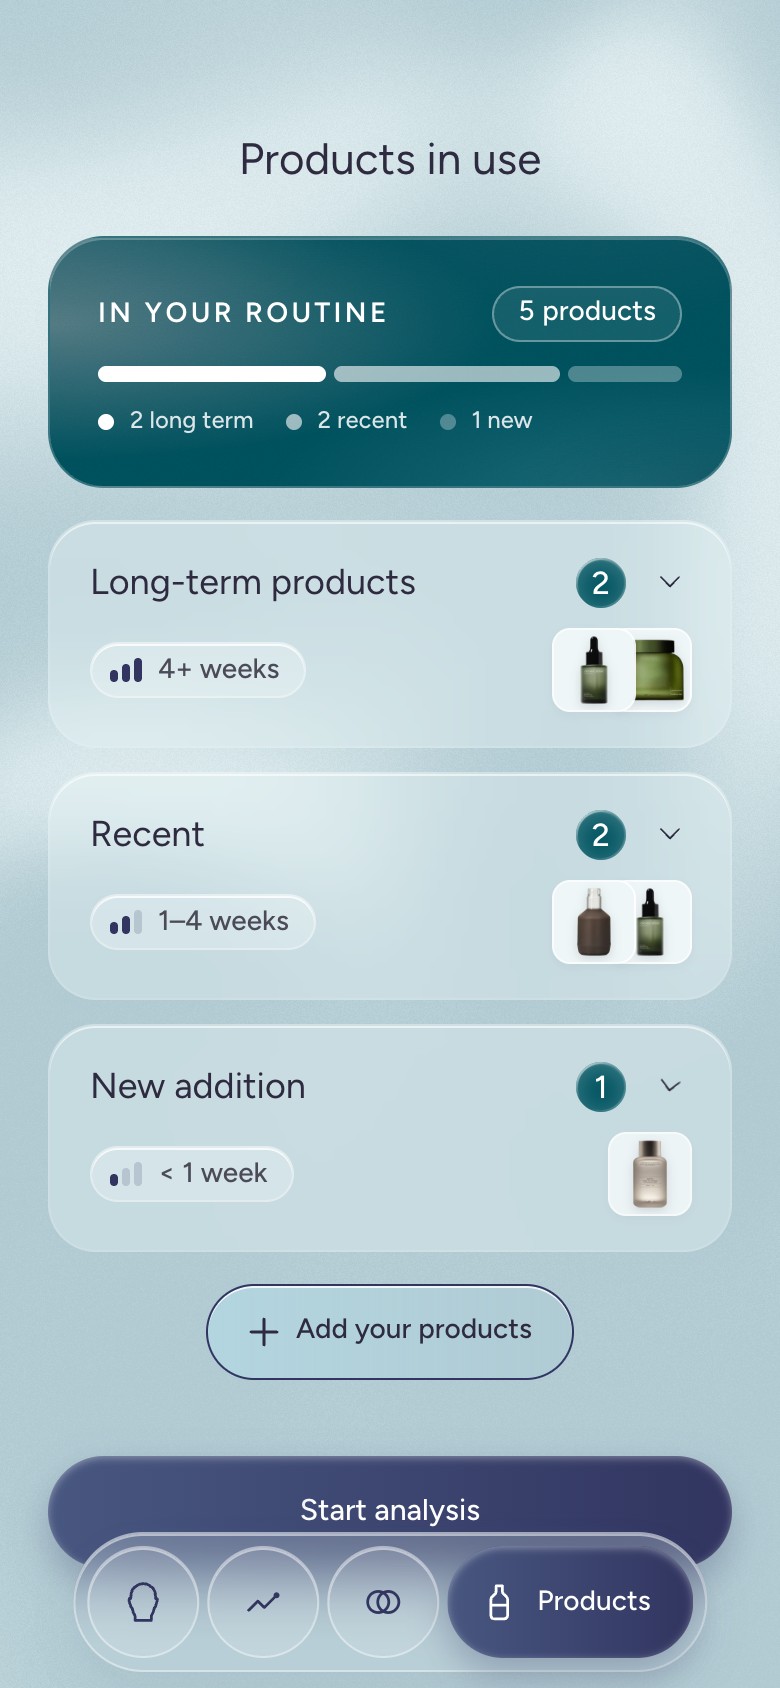 Products in use
IN YOUR ROUTINE
5 products
2 long term
2 recent
1 new
Long-term products
2
4+ weeks
Recent
2
1–4 weeks
New addition
1
< 1 week
Add your products
Start analysis
Products